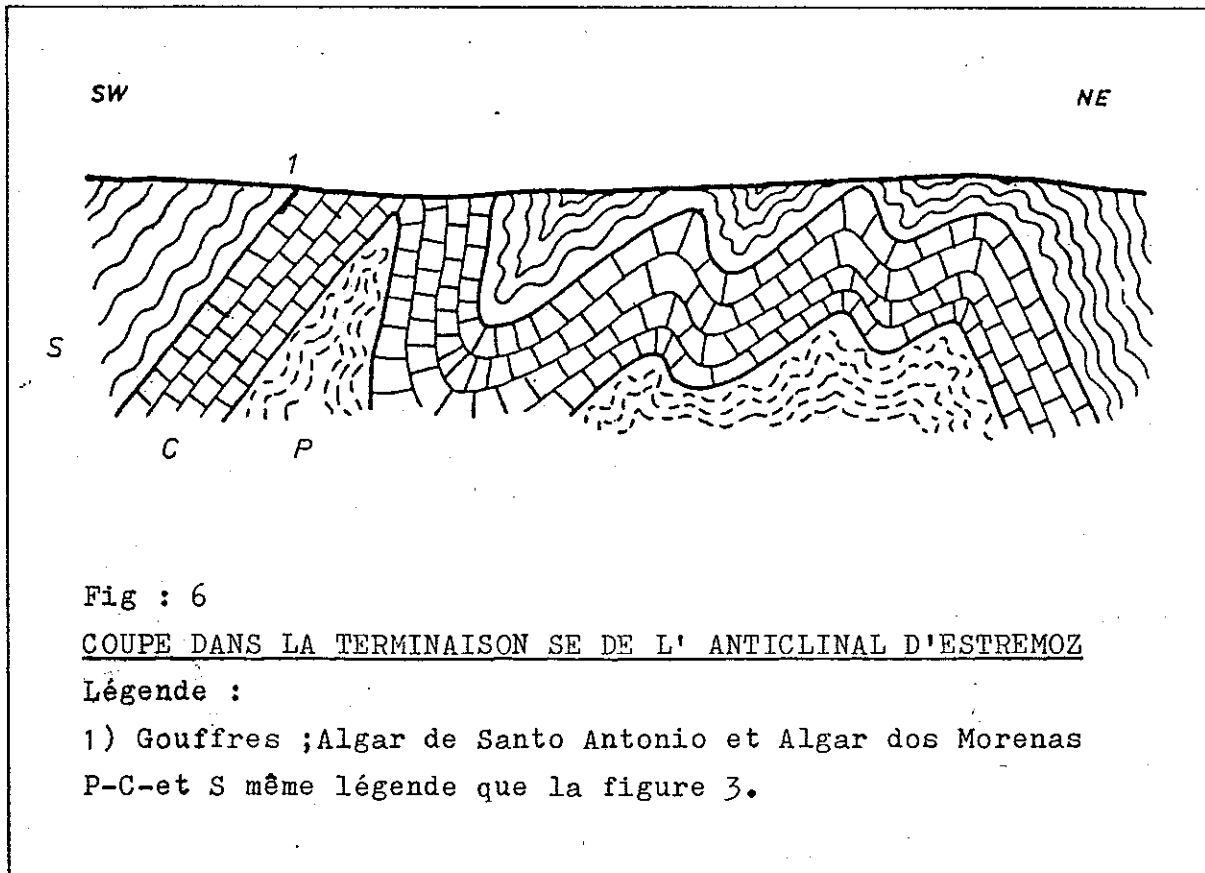 SW
NE
1
S
C
P
Fig : 6
COUPE DANS LA TERMINAISON SE DE L' ANTICLINAL D'ESTREMOZ
Légende :
1) Gouffres ;Algar de Santo Antonio et Algar dos Morenas
P-C-et S même légende que la figure 3.